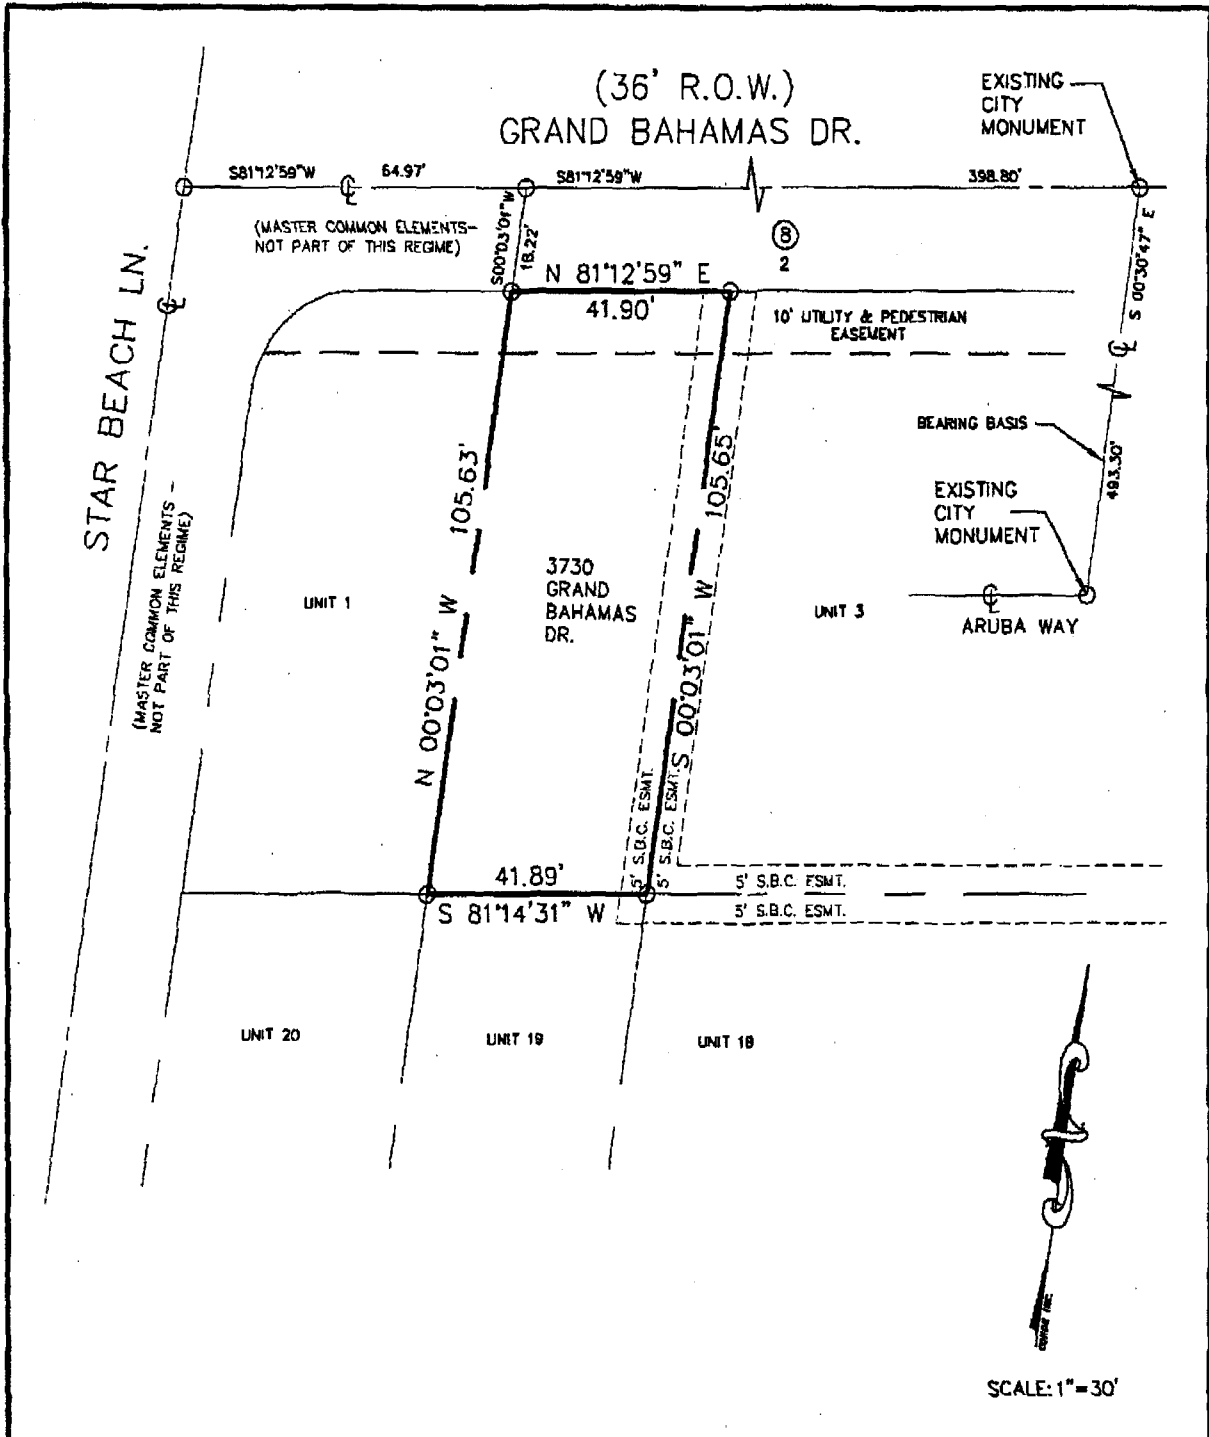 (36' R.O.W.)
GRAND BAHAMAS DR.
EXISTING
CITY
MONUMENT
S81°12'59"W
64.97'
S81°12'59"W
398.80'
(MASTER COMMON ELEMENTS-
NOT PART OF THIS REGIME)
S00°03'01"W
18.22'
8
2
N 81°12'59" E
41.90'
10' UTILITY & PEDESTRIAN
EASEMENT
S 00°30'47" E
STAR BEACH LN.
BEARING BASIS
493.30'
105.63'
105.65'
EXISTING
CITY
MONUMENT
(MASTER COMMON ELEMENTS -
NOT PART OF THIS REGIME)
UNIT 1
3730
GRAND
BAHAMAS
DR.
UNIT 3
ARUBA WAY
N 00°03'01" W
S 00°03'01" W
5' S.B.C. ESMT.
5' S.B.C. ESMT.
41.89'
S 81°14'31" W
5' S.B.C. ESMT.
5' S.B.C. ESMT.
UNIT 20
UNIT 19
UNIT 18
SCALE: 1"=30'